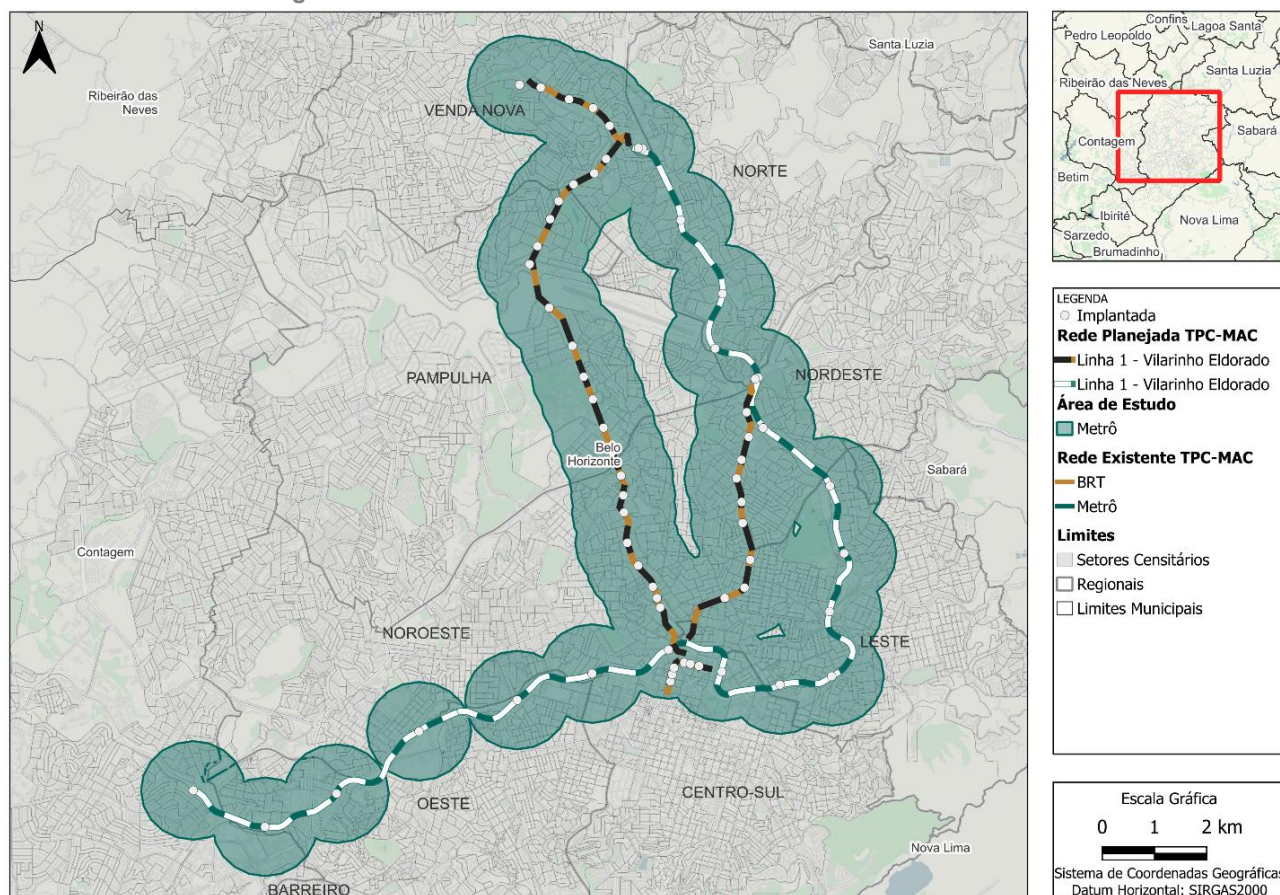 N
Santa Luzia
Ribeirão das
Neves
VENDA NOVA
NORTE
PAMPULHA
NORDESTE
Belo
Horizonte
Sabará
Contagem
NOROESTE
LESTE
OESTE
CENTRO-SUL
Nova Lima
BARREIRO
Confins
Lagoa Santa
Pedro Leopoldo
Santa Luzia
Ribeirão das Neves
Sabará
Contagem
Betim
Ibirité
Nova Lima
Sarzedo
Brumadinho
LEGENDA
Implantada
Rede Planejada TPC-MAC
Linha 1 - Vilarinho Eldorado
Linha 1 - Vilarinho Eldorado
Área de Estudo
Metrô
Rede Existente TPC-MAC
BRT
Metrô
Limites
Setores Censitários
Regionais
Limites Municipais
Escala Gráfica
0 1 2 km
Sistema de Coordenadas Geográficas
Datum Horizontal: SIRGAS2000